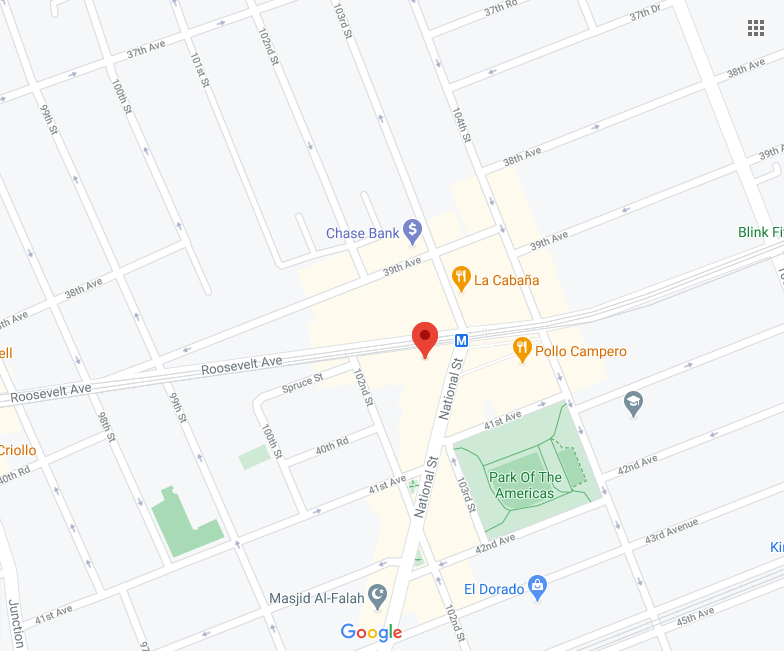 37th Rd
37th Dr
103rd St
102nd St
37th Ave
101st St
38th Ave
100th St
99th St
104th St
38th Ave
39th A
Chase Bank
Blink Fi
39th Ave
39th Ave
La Cabaña
38th Ave
th Ave
Pollo Campero
ell
Roosevelt Ave
M
Roosevelt Ave
Spruce St
102nd St
National St
99th St
98th St
100th St
41st Ave
40th Rd
Criollo
40th Rd
42nd Ave
Park Of The
Americas
41st Ave
National St
103rd St
43rd Avenue
42nd Ave
Ki
El Dorado
Masjid Al-Falah
Junction
41st Ave
102nd St
45th Ave
97
Google